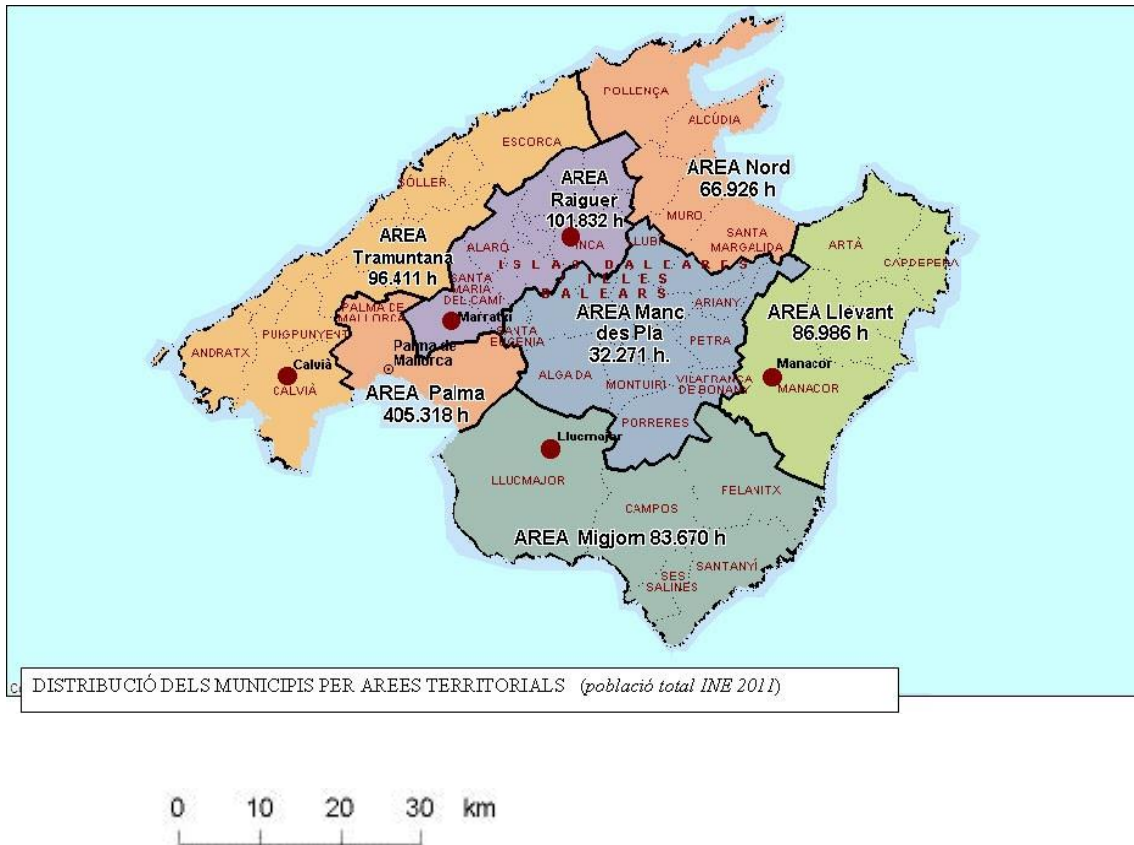 POLLENÇA
ALCÚDIA
ESCORCA
AREA Nord
66.926 h
SÓLLER
AREA
Raiguer
101.832 h
MURO
SANTA
MARGALIDA
ARTÀ
CAPDEPERA
AREA
Tramuntana
96.411 h
ALARÓ
INCA
LLUBÍ
ISLAS BALEARES
ILLES
BALEARS
SANTA
MARIA
DEL CAMÍ
Marratxí
ARIANY
AREA Manc
des Pla
32.271 h.
AREA Llevant
86.986 h
PALMA DE
MALLORCA
PUIGPUNYENT
ANDRATX
Calvià
CALVIÀ
Palma de
Mallorca
SANTA
EUGÈNIA
PETRA
ALGAIDA
MONTUÏRI
VILAFRANCA
DE BONANY
Manacor
MANACOR
AREA Palma
405.318 h
PORRERES
Llucmajor
LLUCMAJOR
FELANITX
CAMPOS
AREA Migjorn 83.670 h
SANTANYÍ
SES
SALINES
DISTRIBUCIÓ DELS MUNICIPIS PER AREES TERRITORIALS (població total INE 2011)
0 10 20 30 km